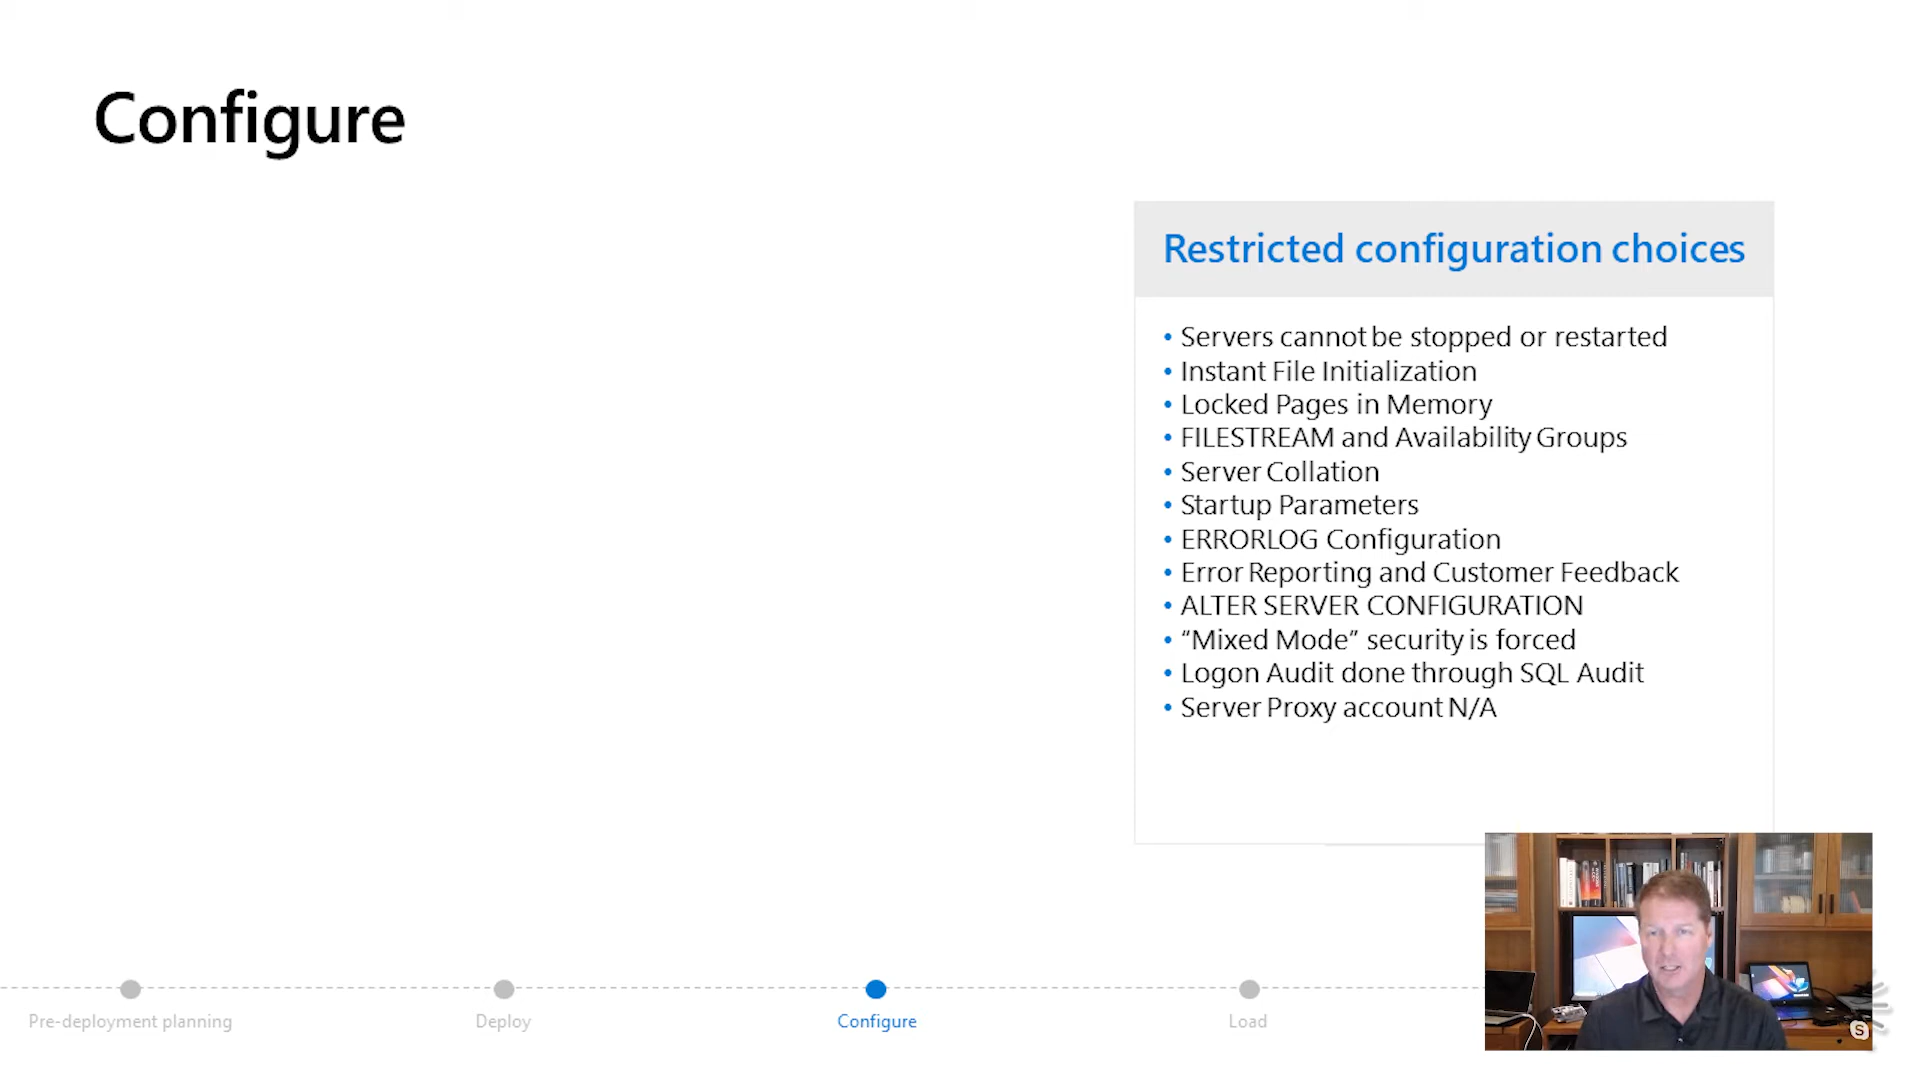 Configure
Restricted configuration choices
• Servers cannot be stopped or restarted
• Instant File Initialization
• Locked Pages in Memory
• FILESTREAM and Availability Groups
• Server Collation
• Startup Parameters
• ERRORLOG Configuration
• Error Reporting and Customer Feedback
• ALTER SERVER CONFIGURATION
• “Mixed Mode” security is forced
• Logon Audit done through SQL Audit
• Server Proxy account N/A
Pre-deployment planning
Deploy
Configure
Load
S